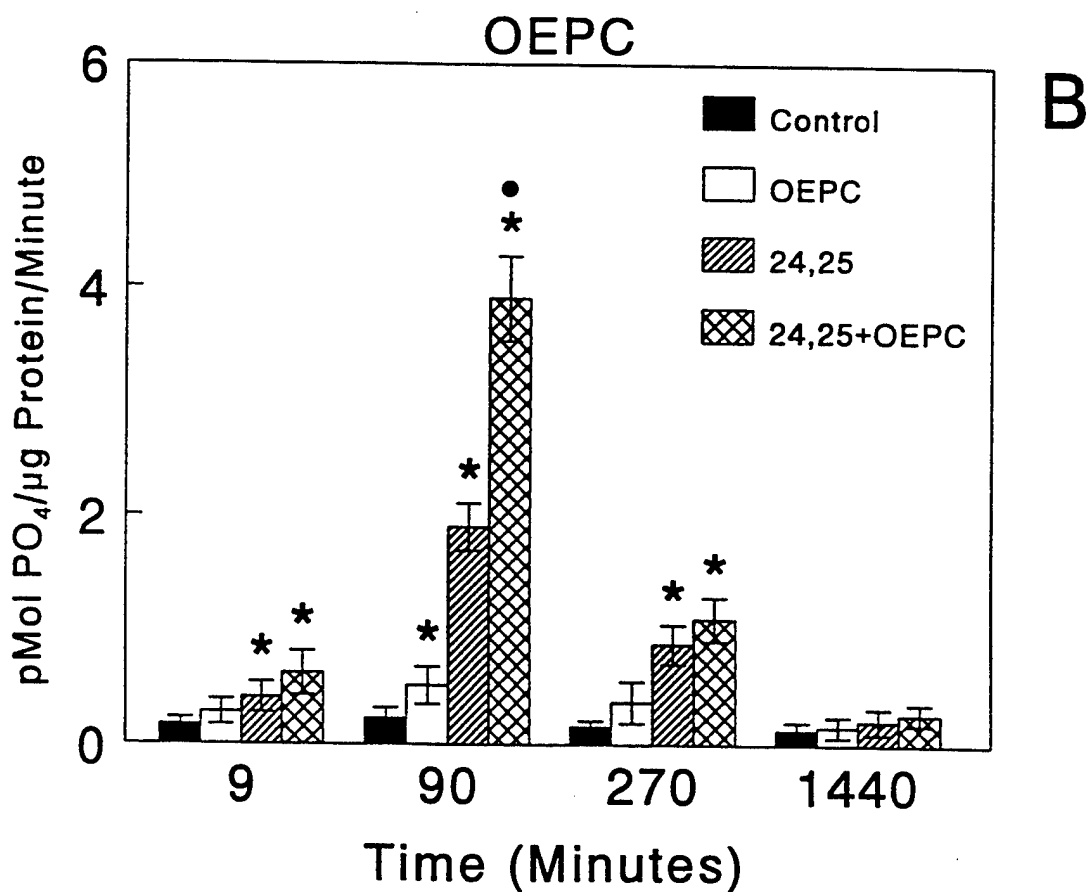 OEPC
B
6
4
2
0
Control
OEPC
24,25
24,25+OEPC
pMol PO₄/µg Protein/Minute
* * * * * * * * •
9 90 270 1440
Time (Minutes)